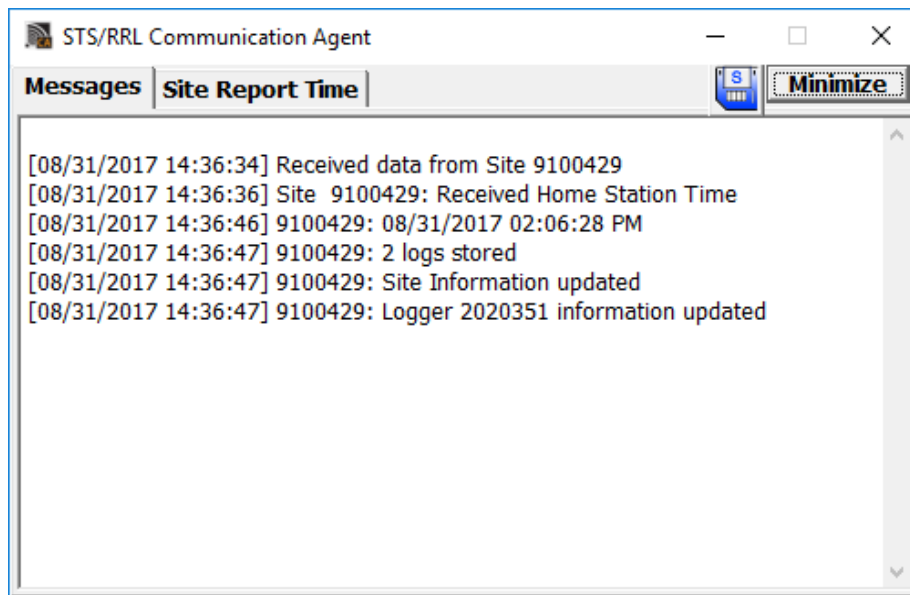 STS/RRL Communication Agent
Messages
Site Report Time
S
Minimize
[08/31/2017 14:36:34] Received data from Site 9100429
[08/31/2017 14:36:36] Site  9100429: Received Home Station Time
[08/31/2017 14:36:46] 9100429: 08/31/2017 02:06:28 PM
[08/31/2017 14:36:47] 9100429: 2 logs stored
[08/31/2017 14:36:47] 9100429: Site Information updated
[08/31/2017 14:36:47] 9100429: Logger 2020351 information updated